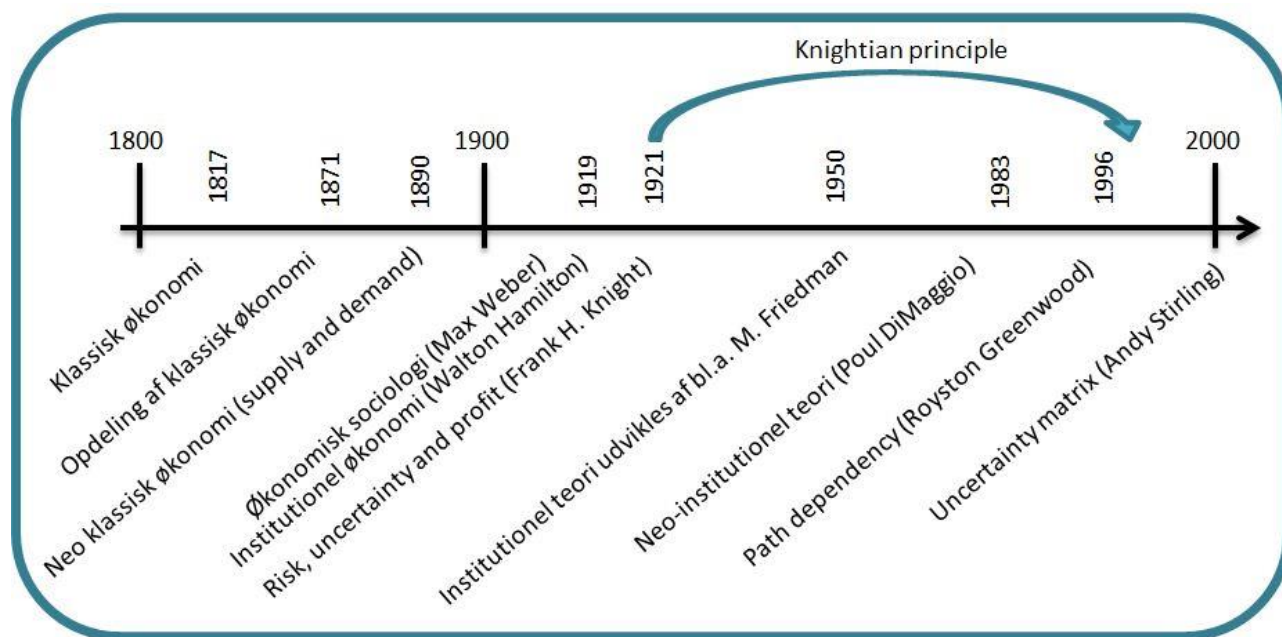 Knightian principle
1800
1817
1871
1890
1900
1919
1921
1950
1983
1996
2000
Klassisk økonomi
Opdeling af klassisk økonomi
Neo klassisk økonomi (supply and demand)
Økonomisk sociologi (Max Weber)
Institutionel økonomi (Walton Hamilton)
Risk, uncertainty and profit (Frank H. Knight)
Institutionel teori udvikles af bl.a. M. Friedman
Neo-institutionel teori (Poul DiMaggio)
Path dependency (Royston Greenwood)
Uncertainty matrix (Andy Stirling)